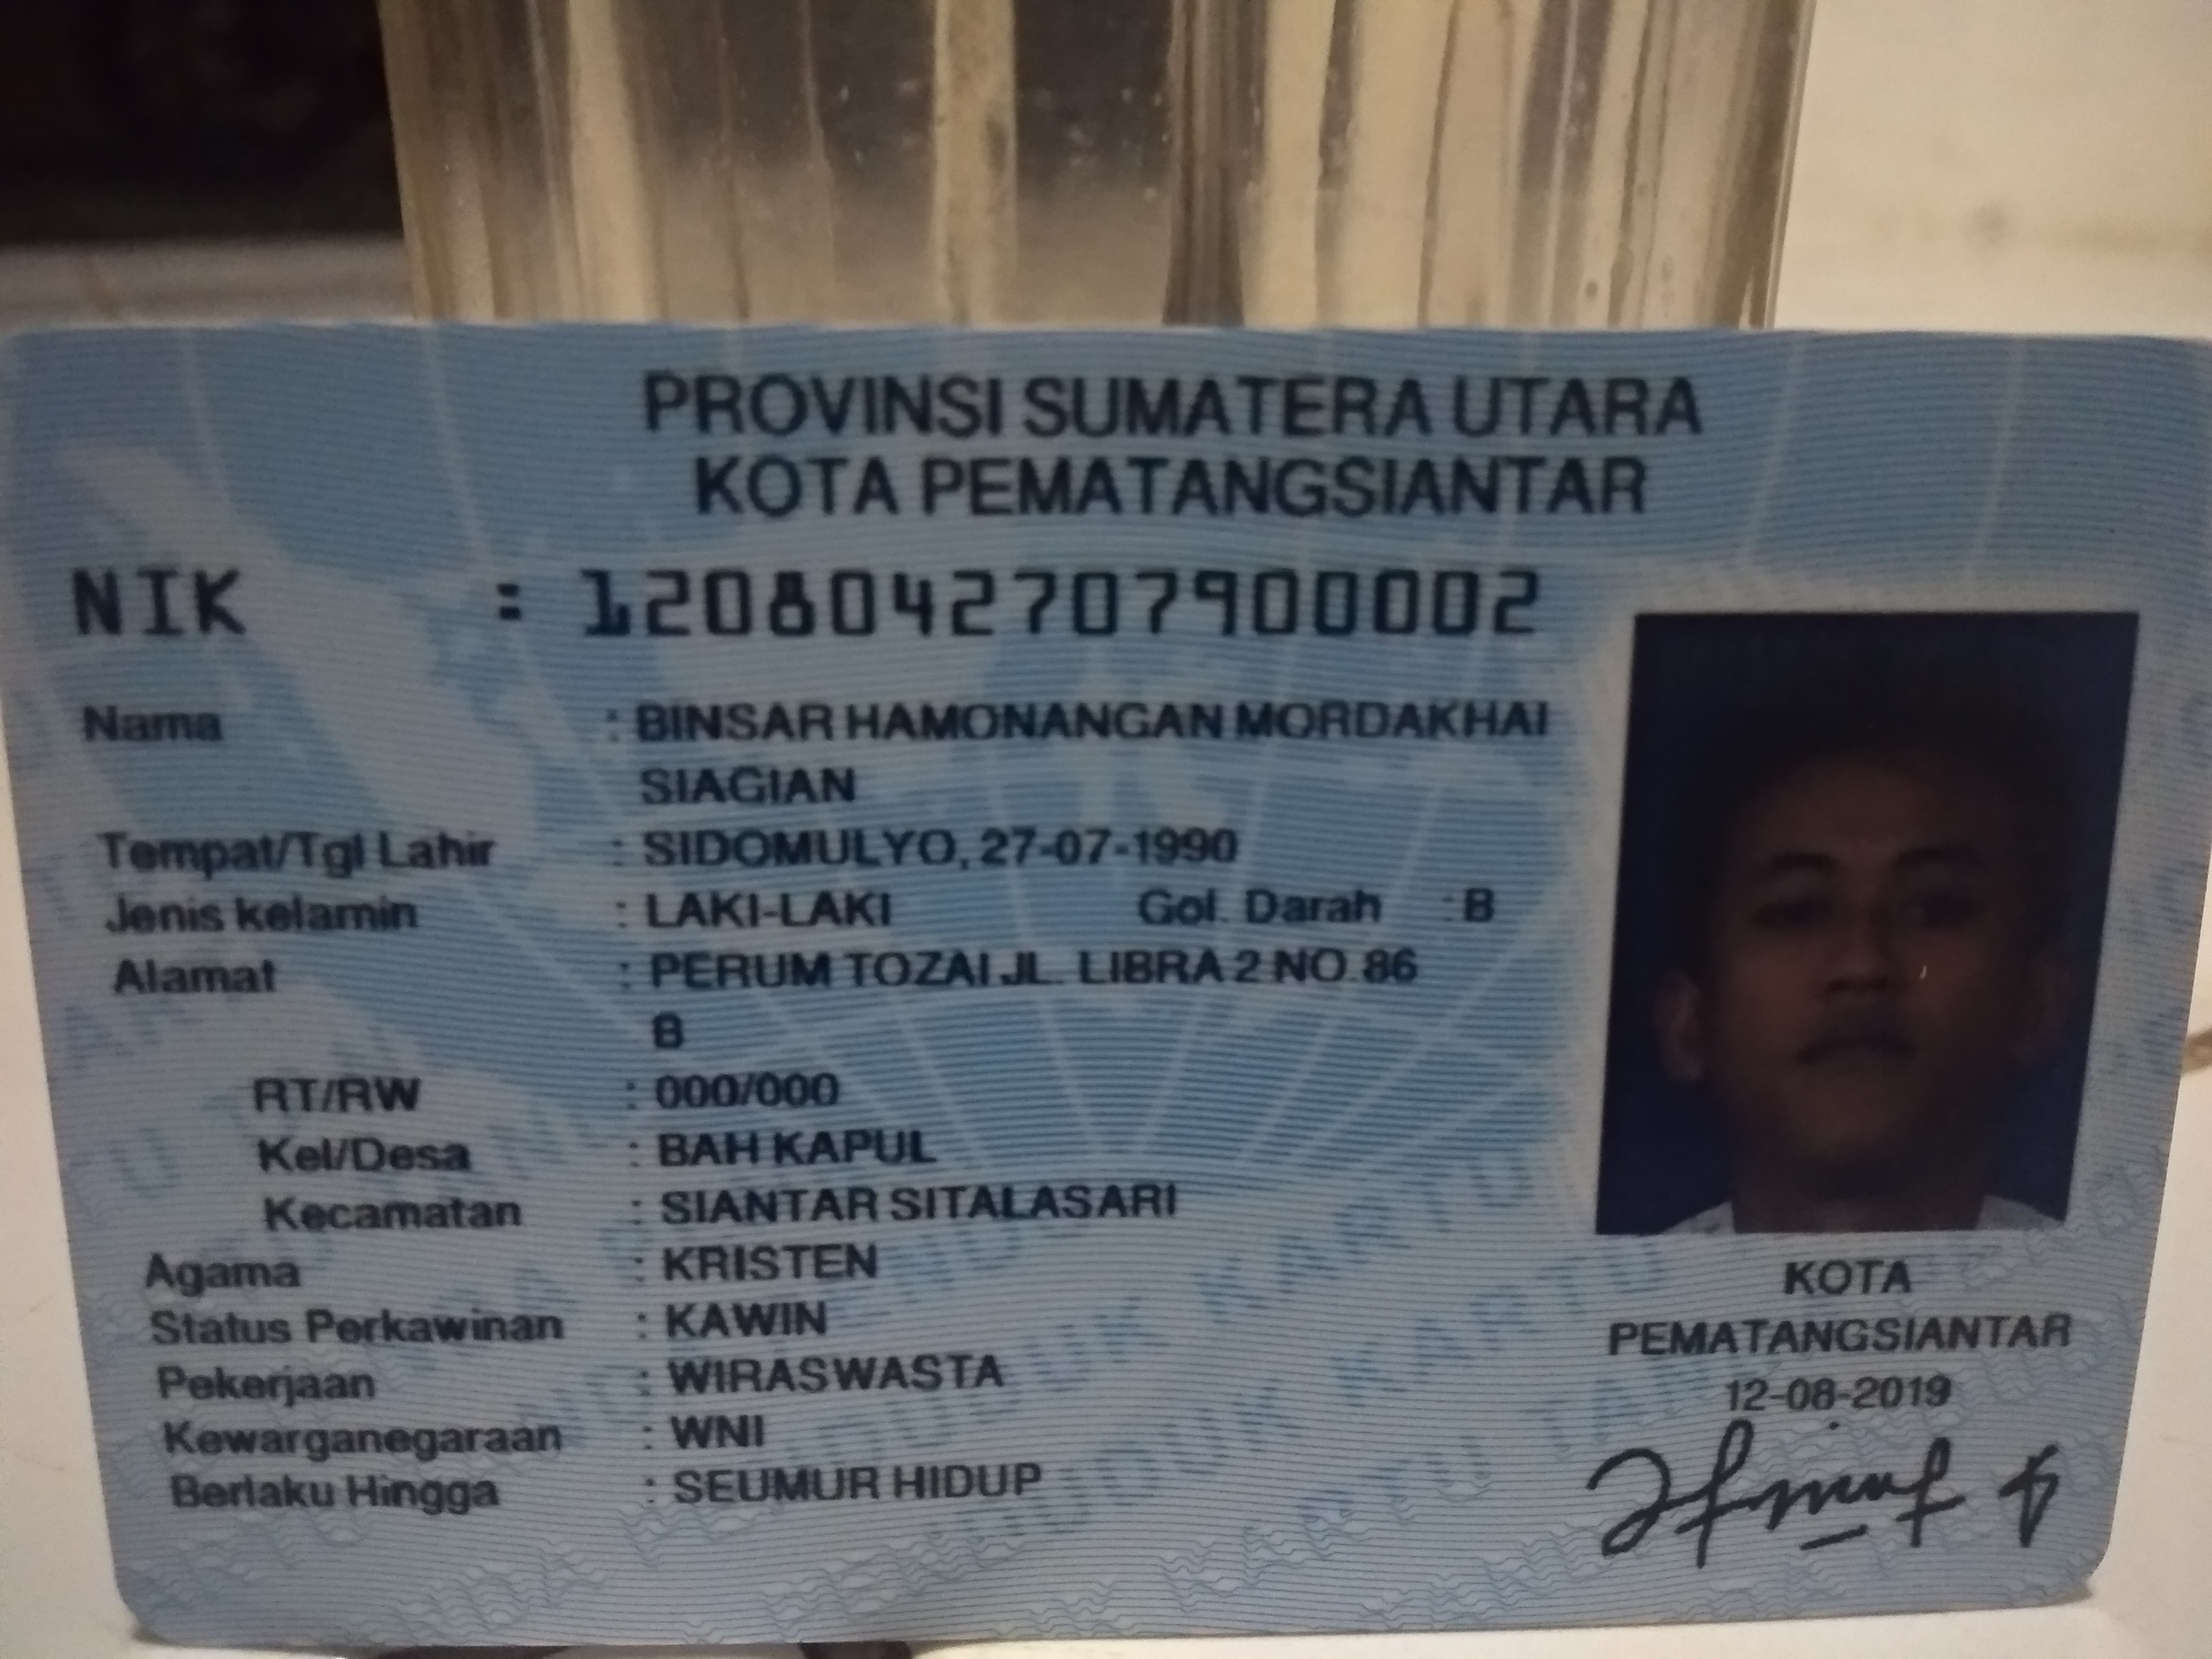 PROVINSI SUMATERA UTARA
KOTA PEMATANGSIANTAR
NIK : 1208042707900002
Nama : BINSAR HAMONANGAN MORDAKHAI
SIAGIAN
Tempat/Tgl Lahir : SIDOMULYO, 27-07-1990
Jenis kelamin : LAKI-LAKI Gol. Darah : B
Alamat : PERUM TOZAI JL. LIBRA 2 NO.86
B
RT/RW : 000/000
Kel/Desa : BAH KAPUL
Kecamatan : SIANTAR SITALASARI
Agama : KRISTEN
Status Perkawinan : KAWIN
Pekerjaan : WIRASWASTA
Kewarganegaraan : WNI
Berlaku Hingga : SEUMUR HIDUP
KOTA
PEMATANGSIANTAR
12-08-2019